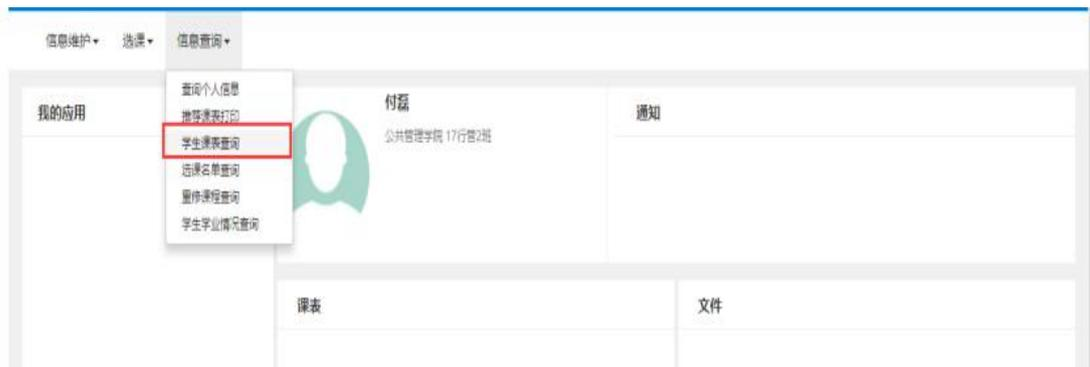 信息维护▾ 选课▾ 信息查询▾
查询个人信息
推荐课表打印
学生课表查询
选课名单查询
重修课程查询
学生学业情况查询
我的应用
付磊
公共管理学院 17行管2班
通知
课表
文件